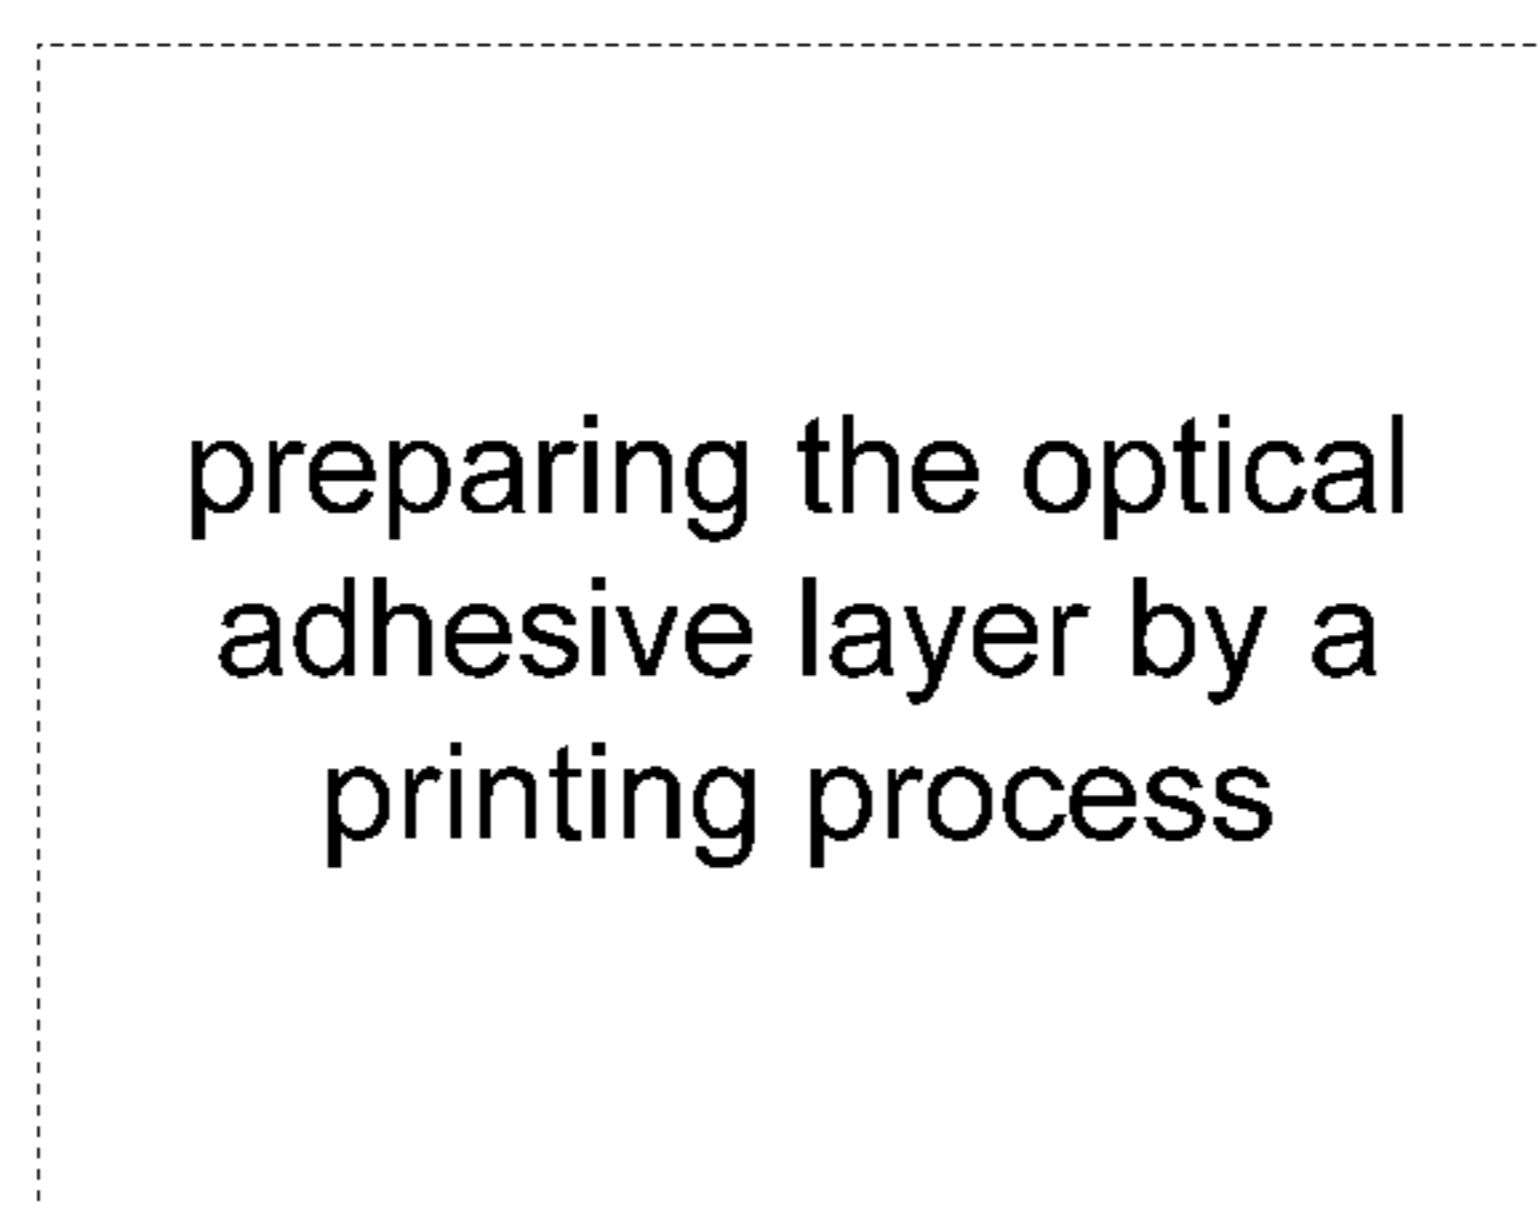 preparing the optical
adhesive layer by a
printing process